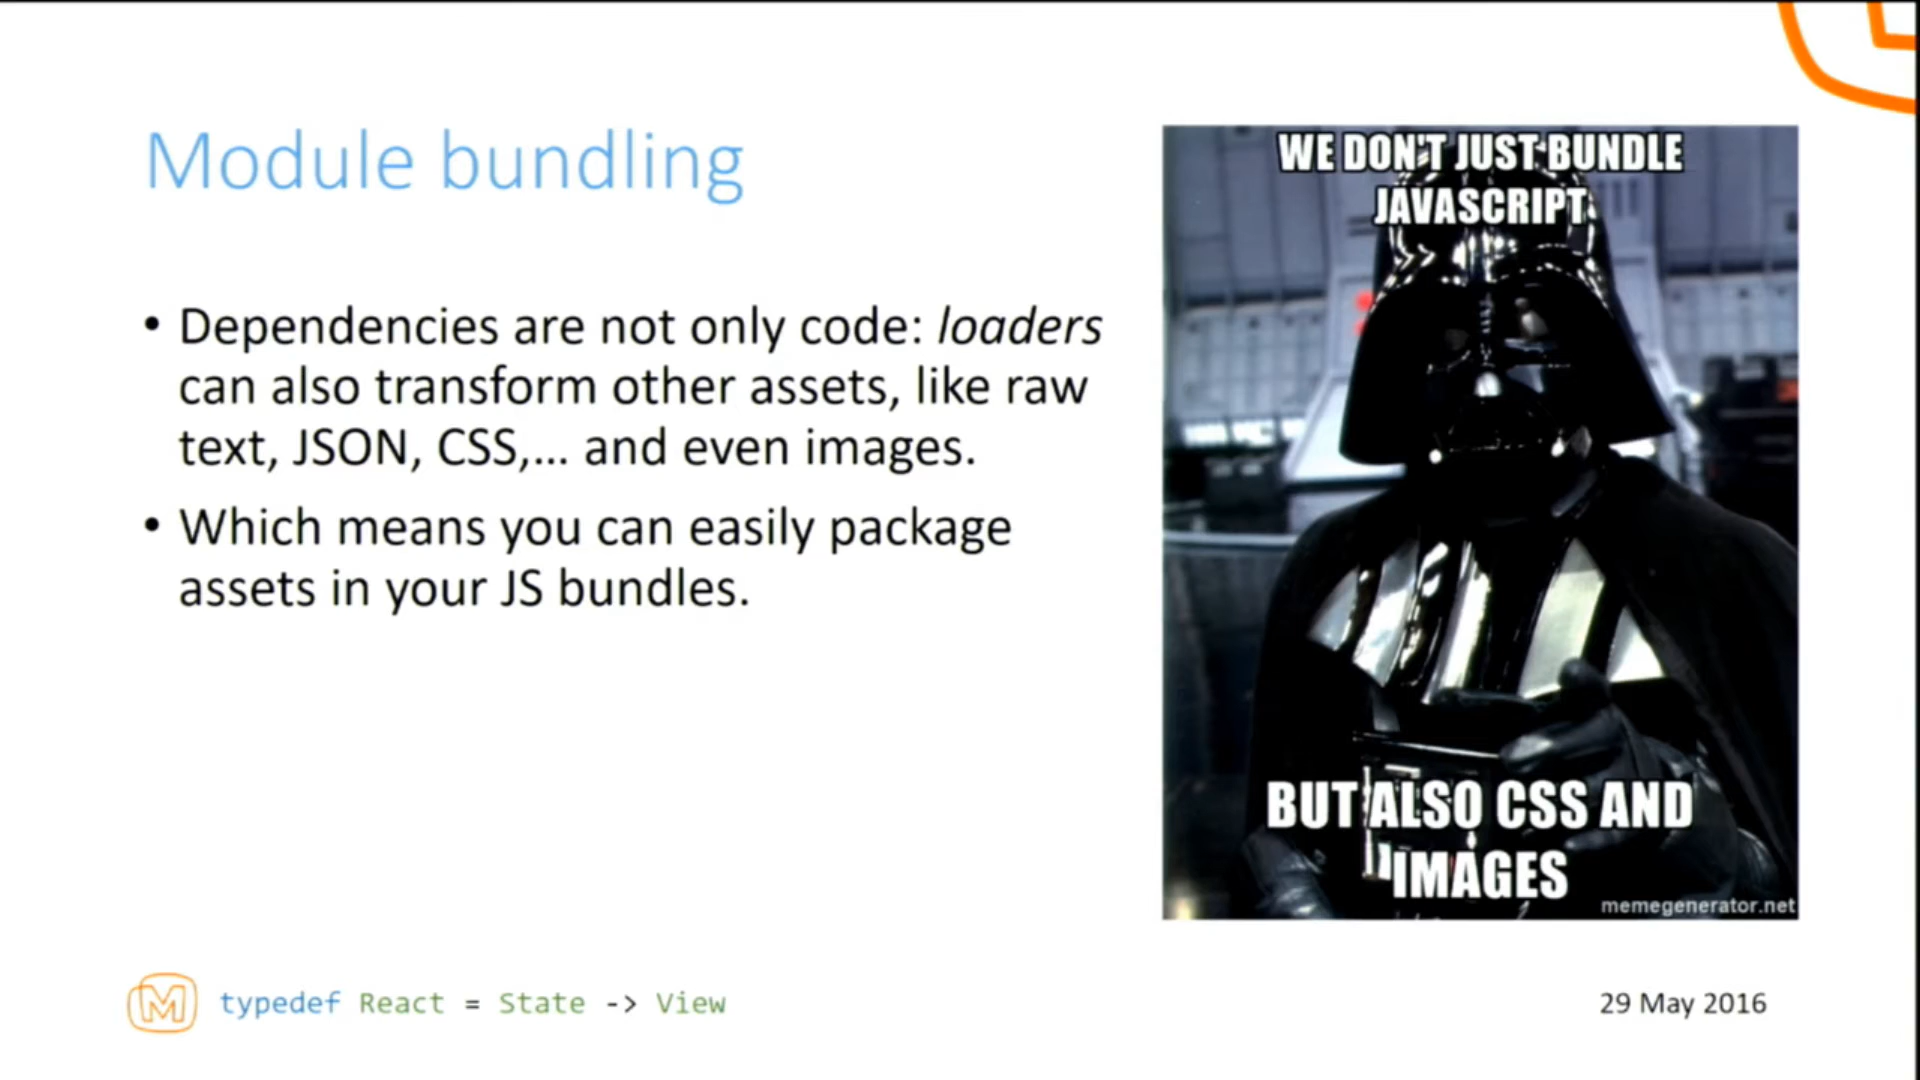 Module bundling
• Dependencies are not only code: loaders
can also transform other assets, like raw
text, JSON, CSS,... and even images.
• Which means you can easily package
assets in your JS bundles.
WE DON'T JUST BUNDLE
JAVASCRIPT
BUT ALSO CSS AND
IMAGES
memegenerator.net
M typedef React = State -> View
29 May 2016